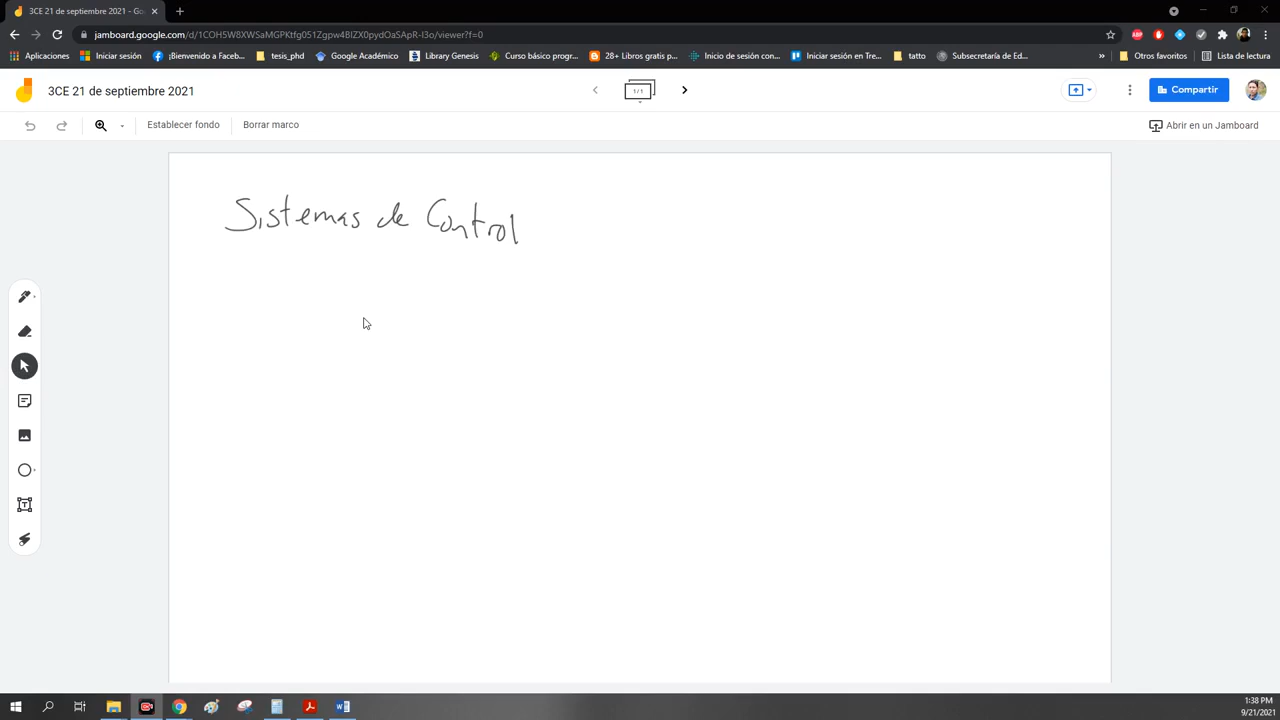 3CE 21 de septiembre 2021 - Go
jamboard.google.com/d/1COH5W8XWSaMGPKtfg051Zgpw4BIZX0pydOaSApR-I3o/viewer?f=0
Aplicaciones Inicar sesión ¡Bienvenido a Faceb... tesis_phd Google Académico Library Genesis Curso básico progr... 28+ Libros gratis p... Inicio de sesión con... Iniciar sesión en Tre... tatto Subsecretaría de Ed... » Otros favoritos Lista de lectura
3CE 21 de septiembre 2021 1/1 Compartir
Establecer fondo Borrar marco Abrir en un Jamboard
Sistemas de Control
1:38 PM
9/21/2021